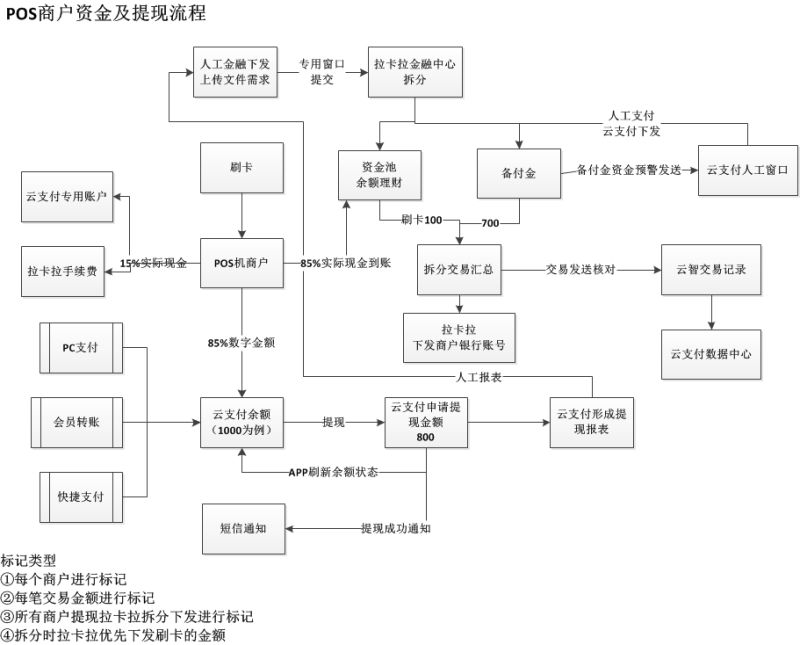 POS商户资金及提现流程
人工金融下发
上传文件需求
专用窗口
提交
拉卡拉金融中心
拆分
人工支付
云支付下发
刷卡
资金池
余额理财
备付金
备付金资金预警发送
云支付人工窗口
云支付专用账户
刷卡100
700
拉卡拉手续费
15%实际现金
POS机商户
85%实际现金到账
拆分交易汇总
交易发送核对
云智交易记录
拉卡拉
下发商户银行账号
云支付数据中心
PC支付
85%数字金额
人工报表
会员转账
云支付余额
（1000为例）
提现
云支付申请提
现金额
800
云支付形成提
现报表
APP刷新余额状态
快捷支付
短信通知
提现成功通知
标记类型
①每个商户进行标记
②每笔交易金额进行标记
③所有商户提现拉卡拉拆分下发进行标记
④拆分时拉卡拉优先下发刷卡的金额